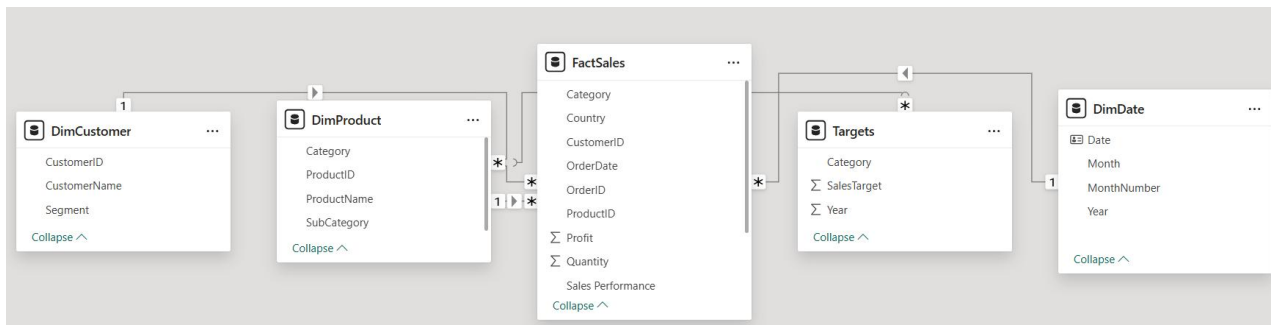 DimCustomer ...
CustomerID
CustomerName
Segment
Collapse
1
DimProduct ...
Category
ProductID
ProductName
SubCategory
Collapse
*
1 *
*
FactSales ...
Category
Country
CustomerID
OrderDate
OrderID
ProductID
∑ Profit
∑ Quantity
Sales Performance
Collapse
*
*
Targets ...
Category
∑ SalesTarget
∑ Year
Collapse
1
DimDate ...
Date
Month
MonthNumber
Year
Collapse